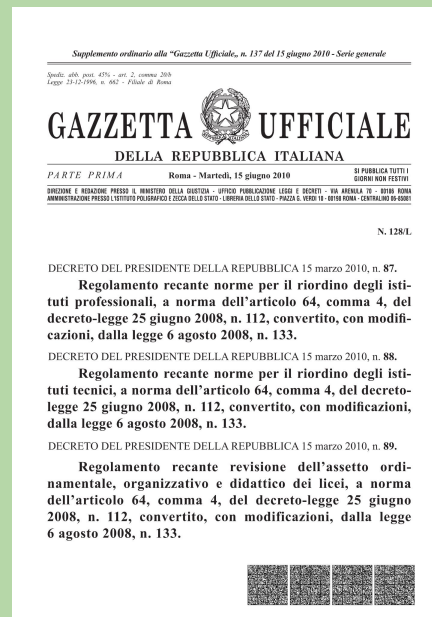 Supplemento ordinario alla “Gazzetta Ufficiale„ n. 137 del 15 giugno 2010 - Serie generale
Spediz. abb. post. 45% - art. 2, comma 20/b
Legge 23-12-1996, n. 662 - Filiale di Roma
GAZZETTA UFFICIALE
DELLA REPUBBLICA ITALIANA
PARTE PRIMA
Roma - Martedì, 15 giugno 2010
SI PUBBLICA TUTTI I
GIORNI NON FESTIVI
DIREZIONE E REDAZIONE PRESSO IL MINISTERO DELLA GIUSTIZIA - UFFICIO PUBBLICAZIONE LEGGI E DECRETI - VIA ARENULA 70 - 00186 ROMA
AMMINISTRAZIONE PRESSO L'ISTITUTO POLIGRAFICO E ZECCA DELLO STATO - LIBRERIA DELLO STATO - PIAZZA G. VERDI 10 - 00198 ROMA - CENTRALINO 06-85081
N. 128/L
DECRETO DEL PRESIDENTE DELLA REPUBBLICA 15 marzo 2010, n. 87.
Regolamento recante norme per il riordino degli isti-
tuti professionali, a norma dell’articolo 64, comma 4, del
decreto-legge 25 giugno 2008, n. 112, convertito, con modifi-
cazioni, dalla legge 6 agosto 2008, n. 133.
DECRETO DEL PRESIDENTE DELLA REPUBBLICA 15 marzo 2010, n. 88.
Regolamento recante norme per il riordino degli isti-
tuti tecnici, a norma dell’articolo 64, comma 4, del decreto-
legge 25 giugno 2008, n. 112, convertito, con modificazioni,
dalla legge 6 agosto 2008, n. 133.
DECRETO DEL PRESIDENTE DELLA REPUBBLICA 15 marzo 2010, n. 89.
Regolamento recante revisione dell’assetto ordi-
namentale, organizzativo e didattico dei licei, a norma
dell’articolo 64, comma 4, del decreto-legge 25 giugno
2008, n. 112, convertito, con modificazioni, dalla legge
6 agosto 2008, n. 133.